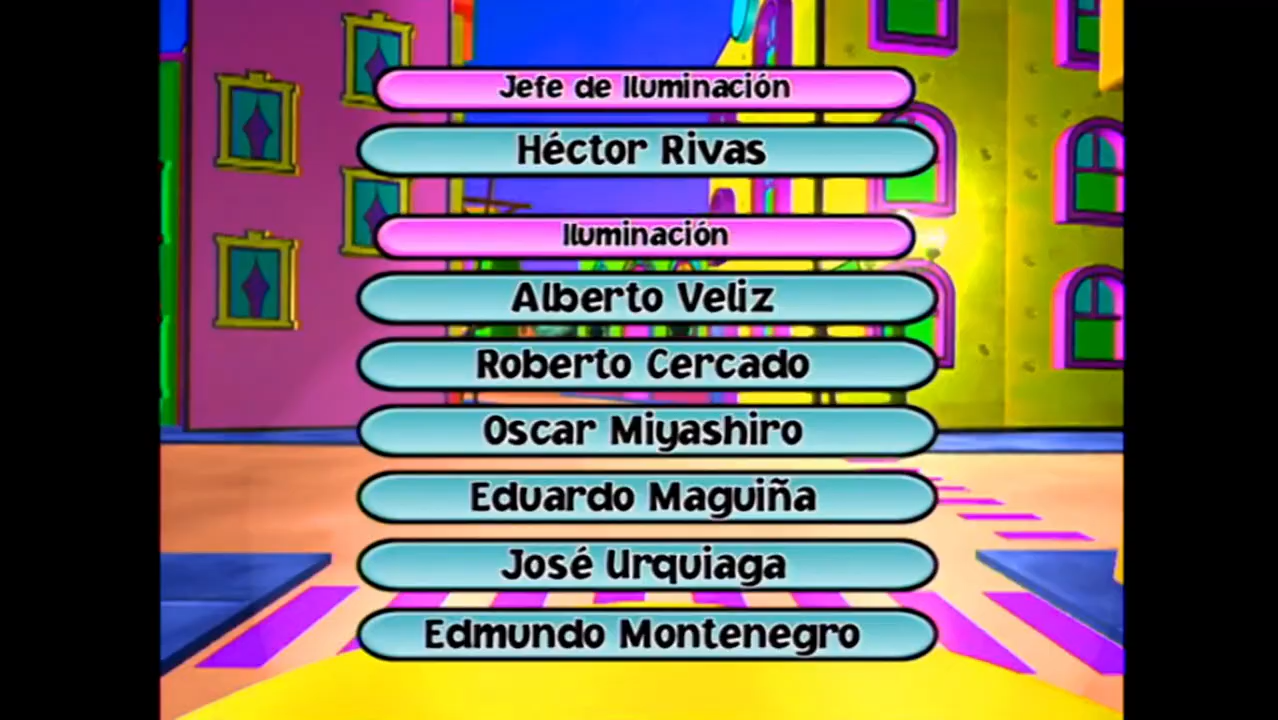 Jefe de Iluminación
Héctor Rivas
Iluminación
Alberto Veliz
Roberto Cercado
Oscar Miyashiro
Eduardo Maguiña
José Urquiaga
Edmundo Montenegro